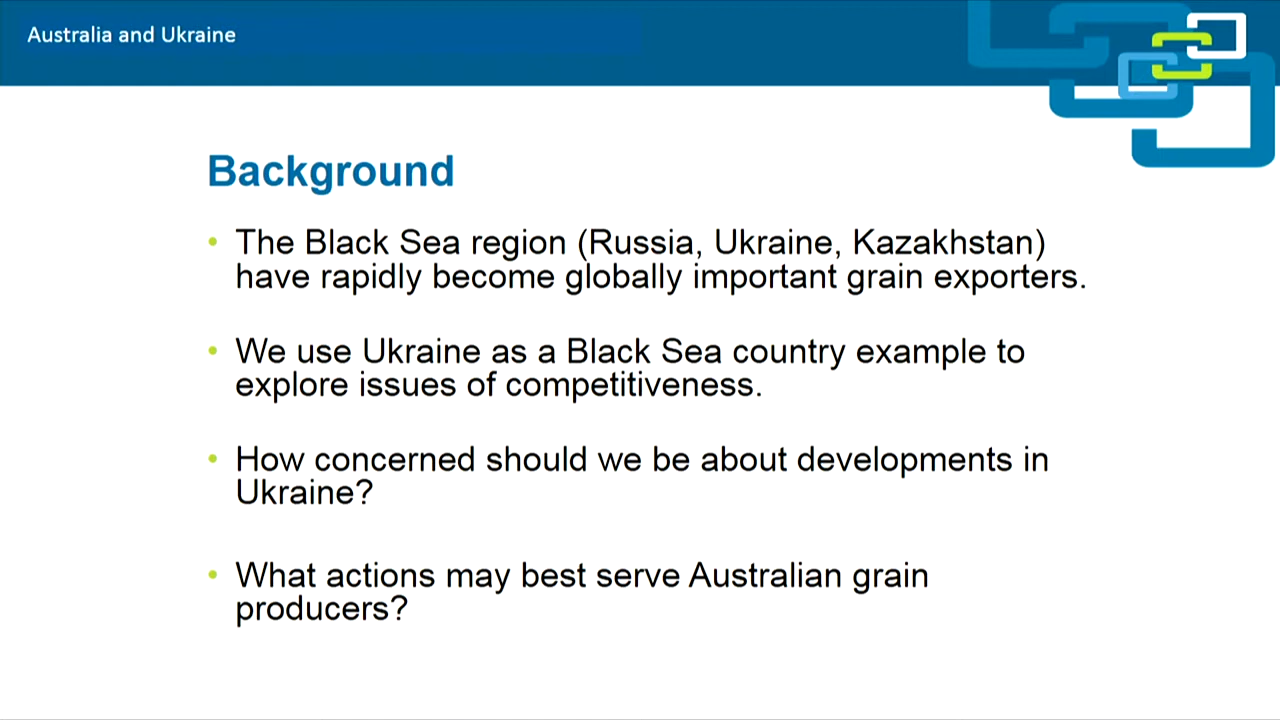 Australia and Ukraine
Background
• The Black Sea region (Russia, Ukraine, Kazakhstan)
have rapidly become globally important grain exporters.
• We use Ukraine as a Black Sea country example to
explore issues of competitiveness.
• How concerned should we be about developments in
Ukraine?
• What actions may best serve Australian grain
producers?